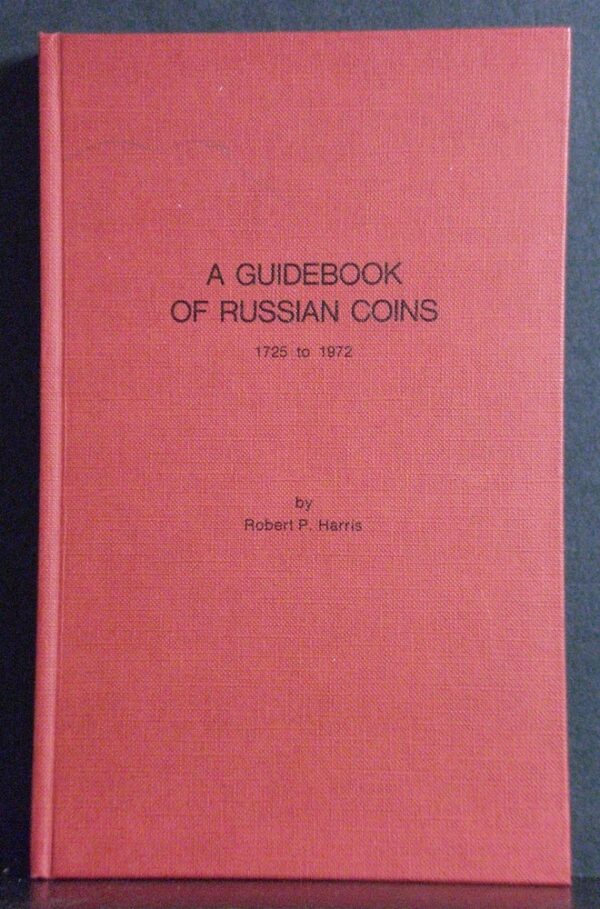 A GUIDEBOOK
OF RUSSIAN COINS
1725 to 1972
by
Robert P. Harris